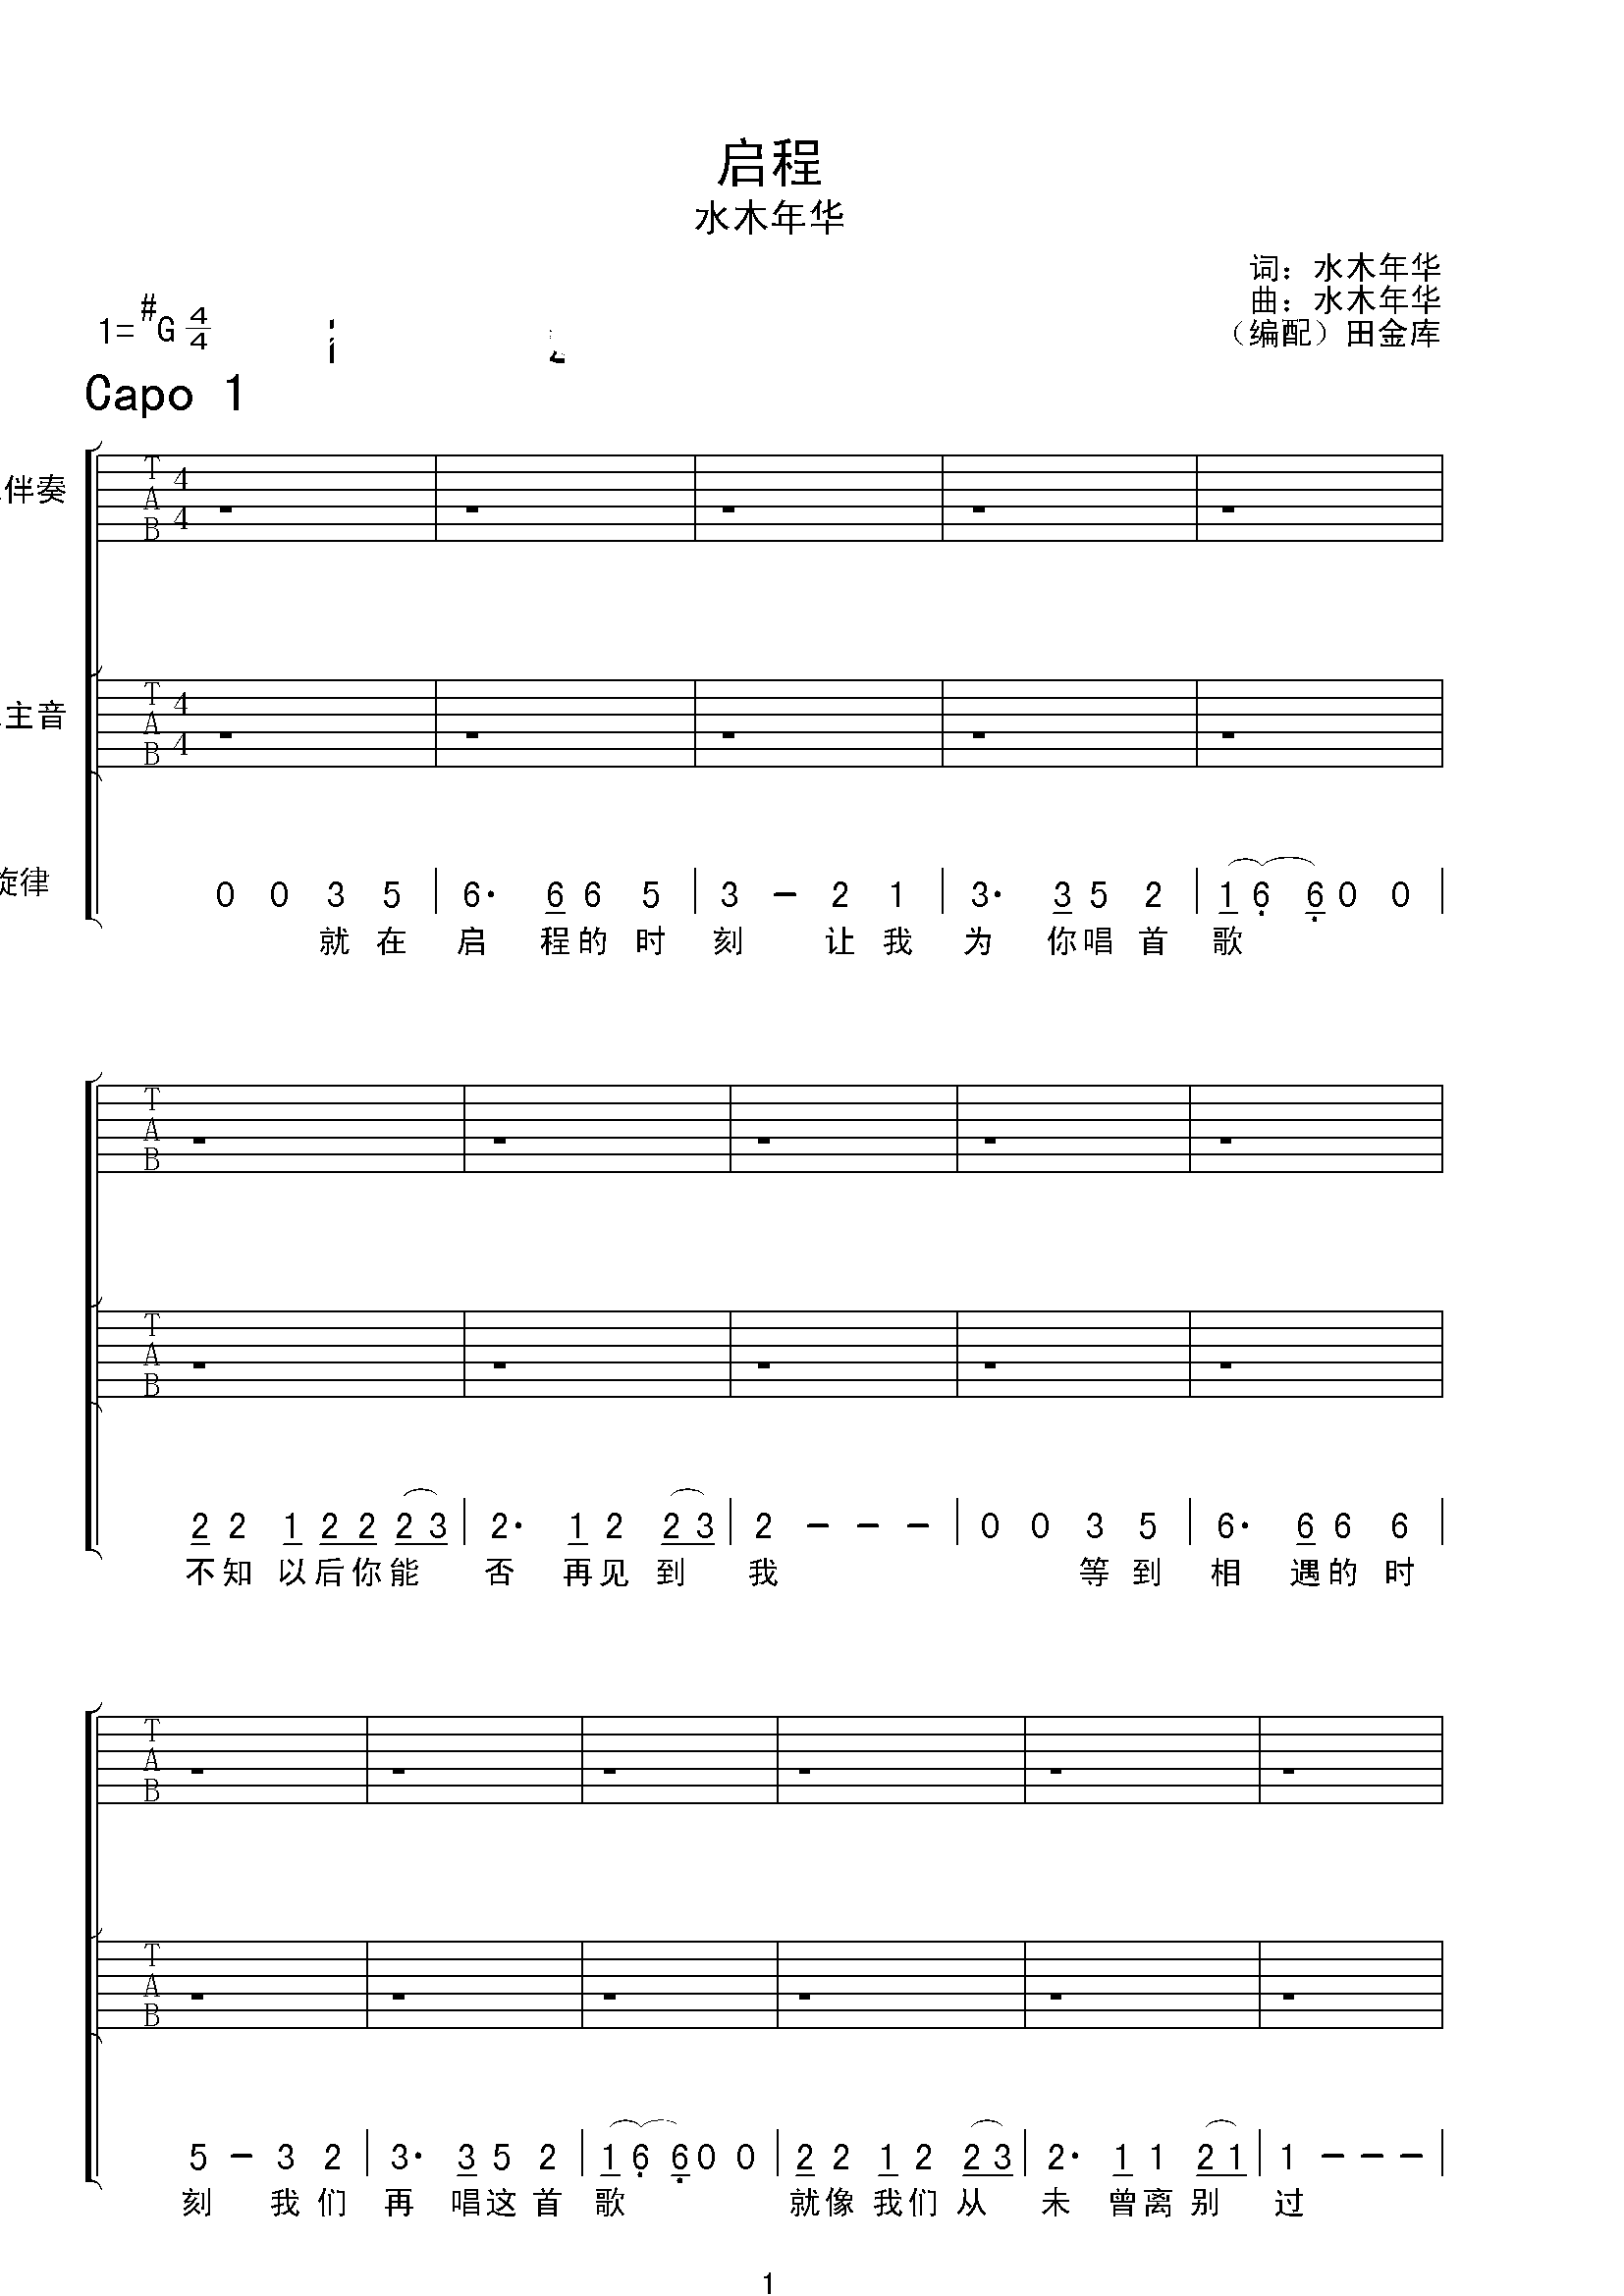 启程
水木年华
词：水木年华
曲：水木年华
（编配）田金库
1=#G 4/4
Capo 1
伴奏
T A B 4 4
主音
T A B 4 4
旋律
0 0 3 5 | 6· 6 6 5 | 3 - 2 1 | 3· 3 5 2 | 1 6 6 0 0 |
就 在 启 程 的 时 刻 让 我 为 你 唱 首 歌
T A B
T A B
2 2 1 2 2 2 3 | 2· 1 2 2 3 | 2 - - - | 0 0 3 5 | 6· 6 6 6 |
不 知 以 后 你 能 否 再 见 到 我 等 到 相 遇 的 时
T A B
T A B
5 - 3 2 | 3· 3 5 2 | 1 6 6 0 0 | 2 2 1 2 2 3 | 2· 1 1 2 1 | 1 - - - |
刻 我 们 再 唱 这 首 歌 就 像 我 们 从 未 曾 离 别 过
1